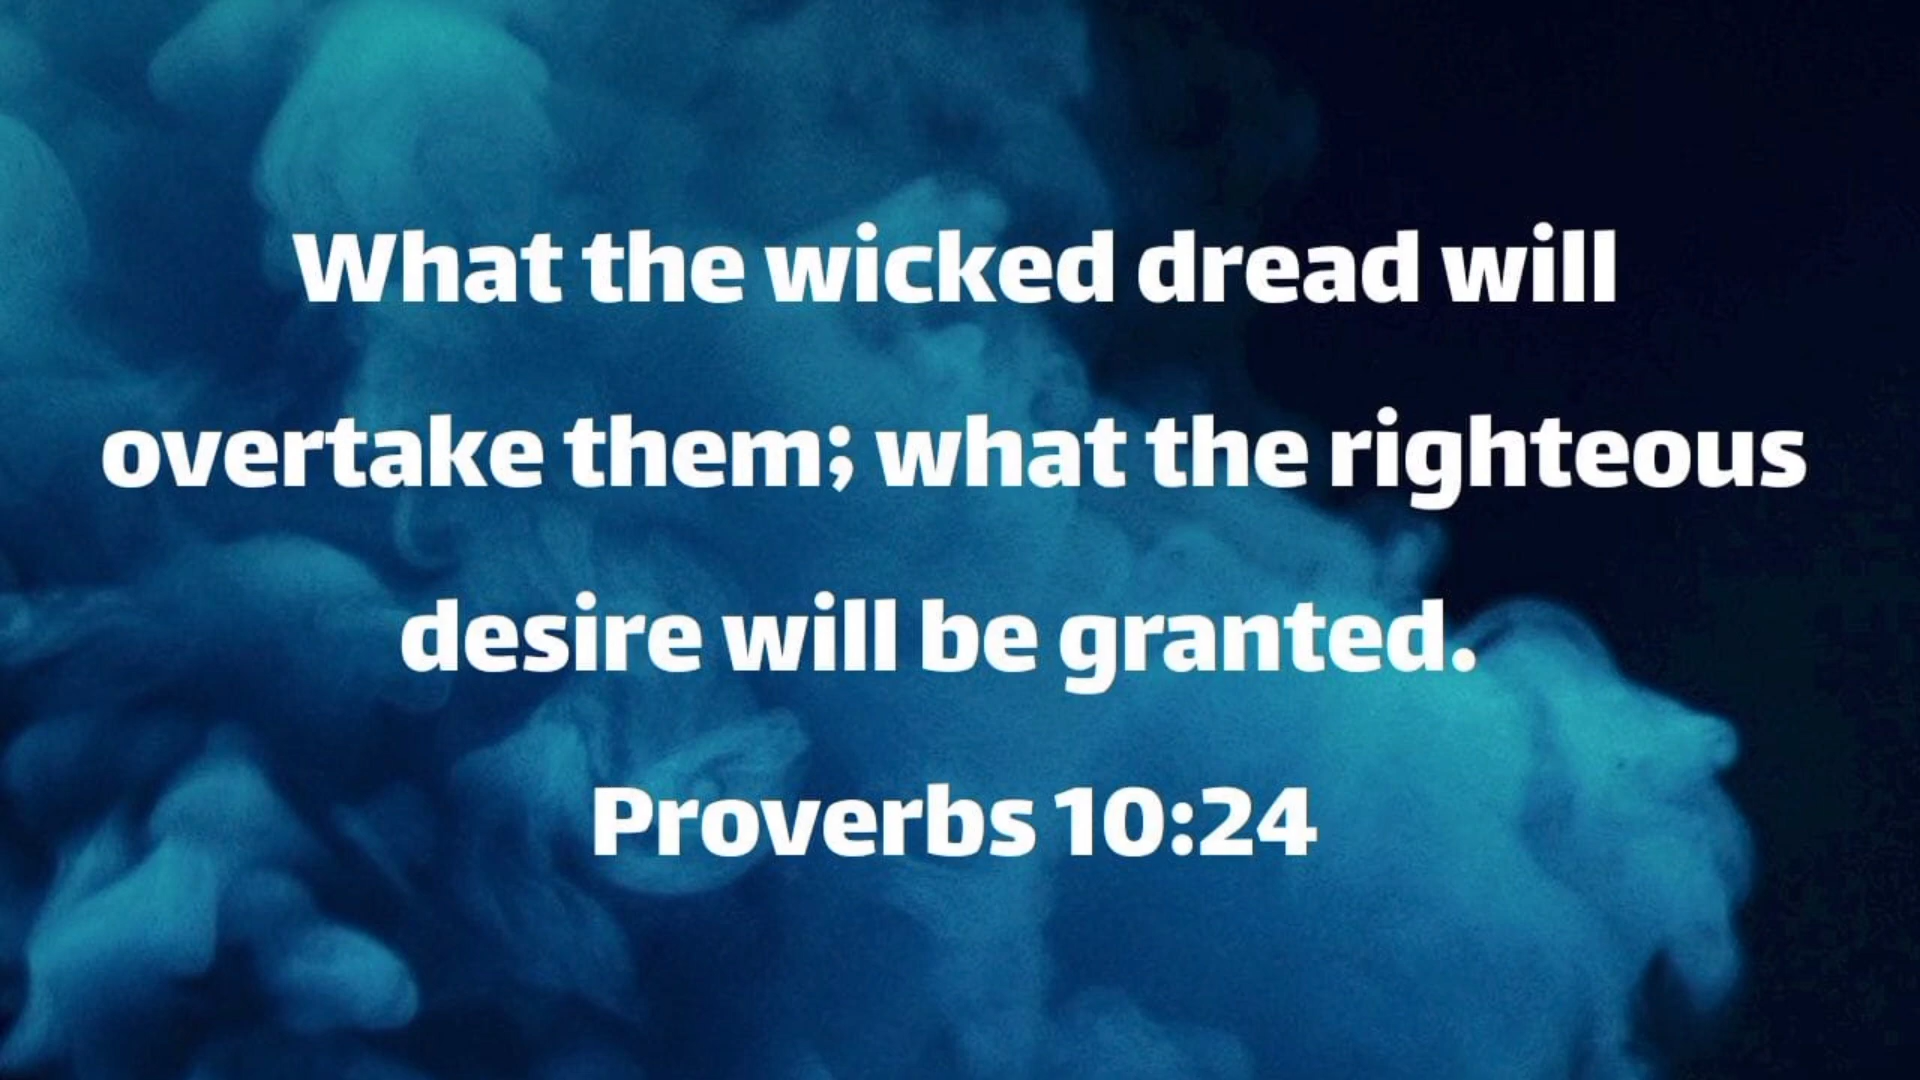 What the wicked dread will
overtake them; what the righteous
desire will be granted.
Proverbs 10:24